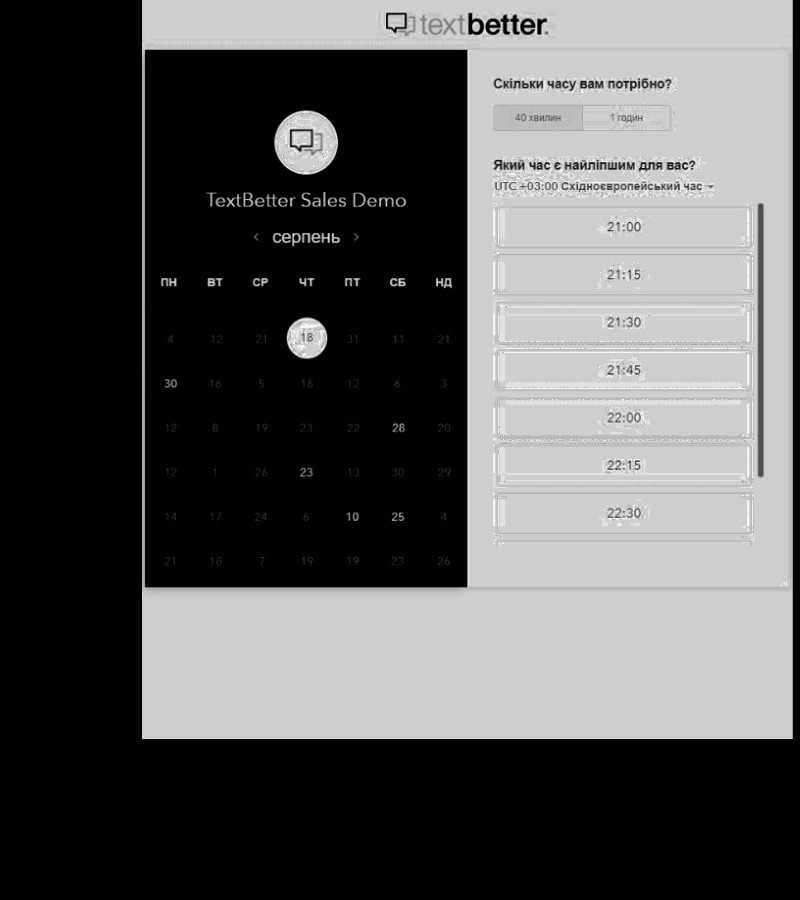 textbetter.
TextBetter Sales Demo
‹ серпень ›
ПН ВТ СР ЧТ ПТ СБ НД
4 12 21 18 31 11 21
30 16 5 18 12 6 3
12 8 19 23 22 28 20
12 1 26 23 13 30 29
14 17 24 6 10 25 4
21 18 7 19 19 23 26
Скільки часу вам потрібно?
40 хвилин 1 годин
Який час є найліпшим для вас?
UTC +03:00 Східноєвропейський час
21:00
21:15
21:30
21:45
22:00
22:15
22:30